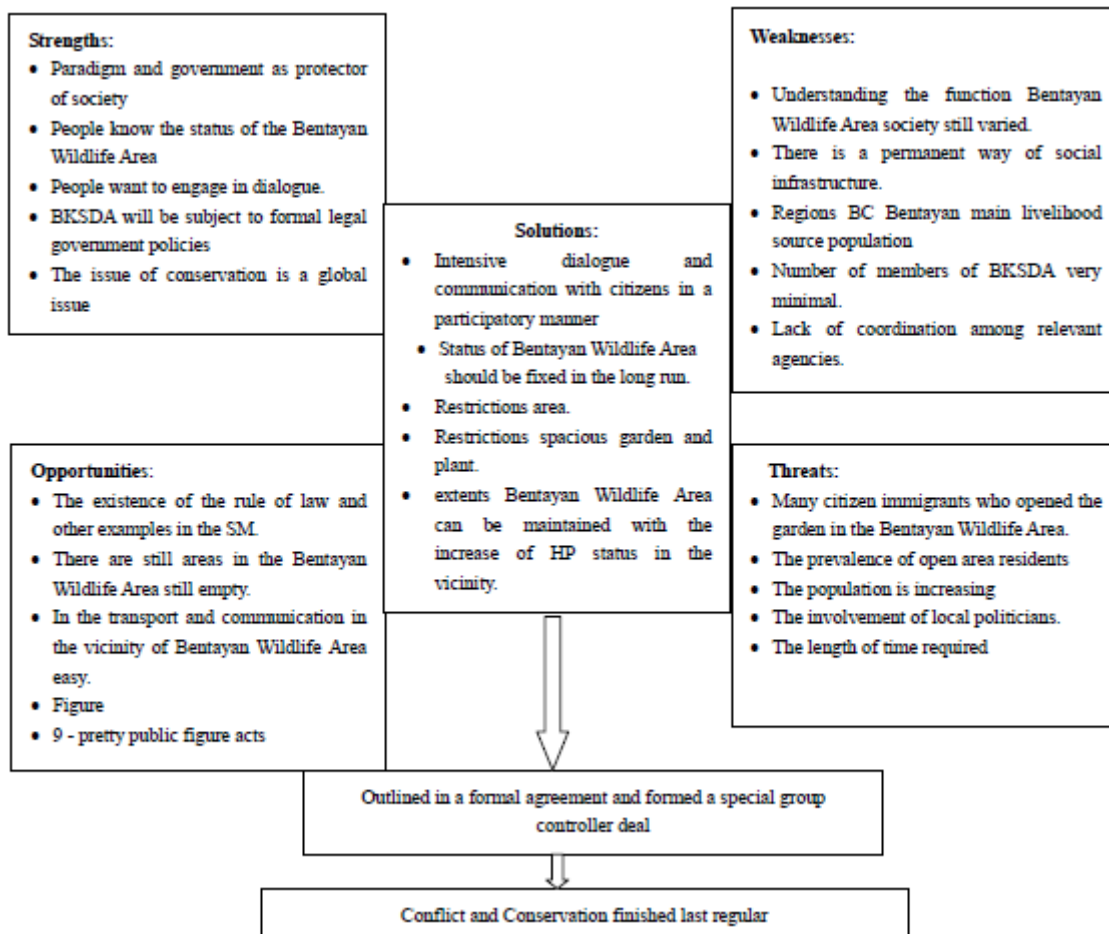 Strengths:
• Paradigm and government as protector
of society
• People know the status of the Bentayan
Wildlife Area
• People want to engage in dialogue.
• BKSDA will be subject to formal legal
government policies
• The issue of conservation is a global
issue
Weaknesses:
• Understanding the function Bentayan
Wildlife Area society still varied.
• There is a permanent way of social
infrastructure.
• Regions BC Bentayan main livelihood
source population
• Number of members of BKSDA very
minimal.
• Lack of coordination among relevant
agencies.
Solutions:
• Intensive dialogue and
communication with citizens in a
participatory manner
• Status of Bentayan Wildlife Area
should be fixed in the long run.
• Restrictions area.
• Restrictions spacious garden and
plant.
• extents Bentayan Wildlife Area
can be maintained with the
increase of HP status in the
vicinity.
Opportunities:
• The existence of the rule of law and
other examples in the SM.
• There are still areas in the Bentayan
Wildlife Area still empty.
• In the transport and communication in
the vicinity of Bentayan Wildlife Area
easy.
• Figure
• 9 - pretty public figure acts
Threats:
• Many citizen immigrants who opened the
garden in the Bentayan Wildlife Area.
• The prevalence of open area residents
• The population is increasing
• The involvement of local politicians.
• The length of time required
Outlined in a formal agreement and formed a special group
controller deal
Conflict and Conservation finished last regular